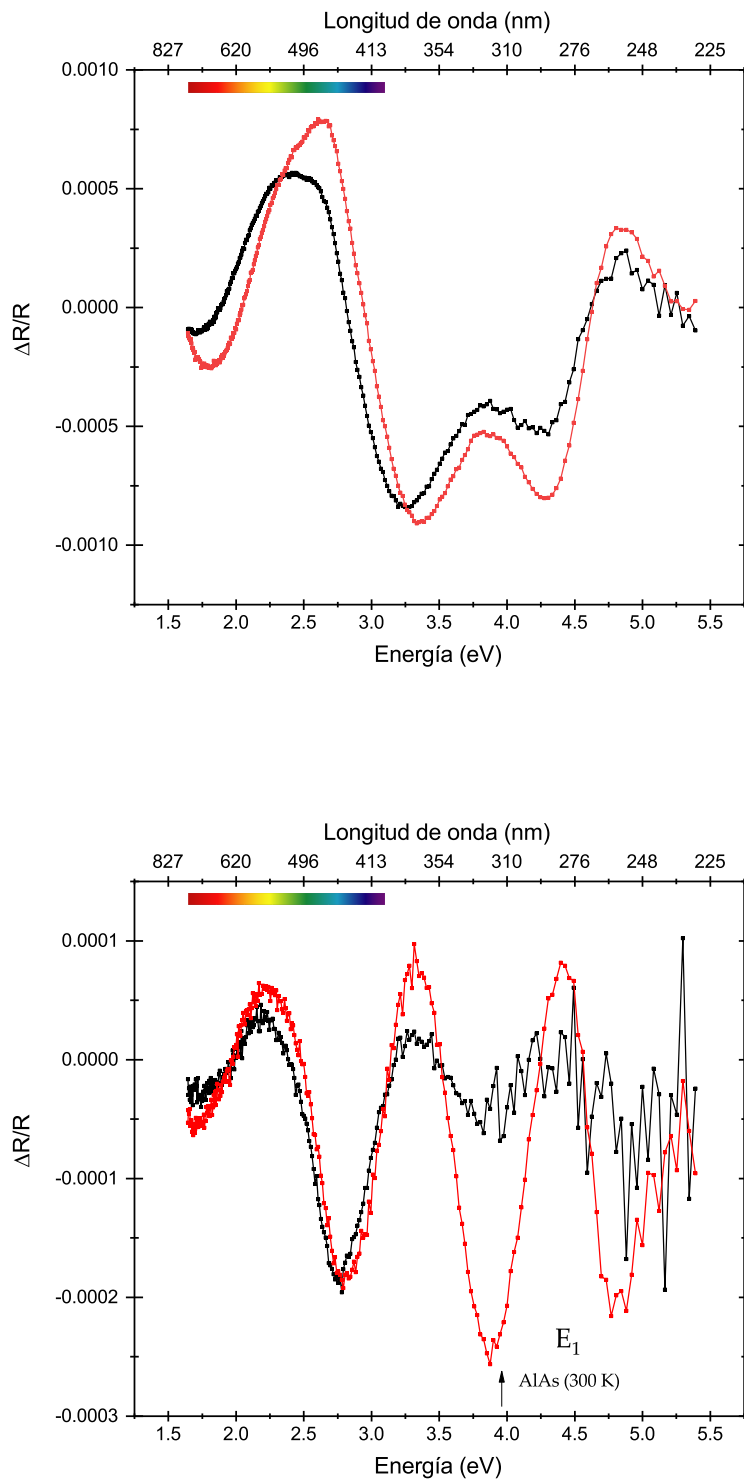 Longitud de onda (nm)
827 620 496 413 354 310 276 248 225
0.0010
0.0005
0.0000
-0.0005
-0.0010
ΔR/R
1.5 2.0 2.5 3.0 3.5 4.0 4.5 5.0 5.5
Energía (eV)
Longitud de onda (nm)
827 620 496 413 354 310 276 248 225
0.0001
0.0000
-0.0001
-0.0002
-0.0003
ΔR/R
E₁
AlAs (300 K)
1.5 2.0 2.5 3.0 3.5 4.0 4.5 5.0 5.5
Energía (eV)